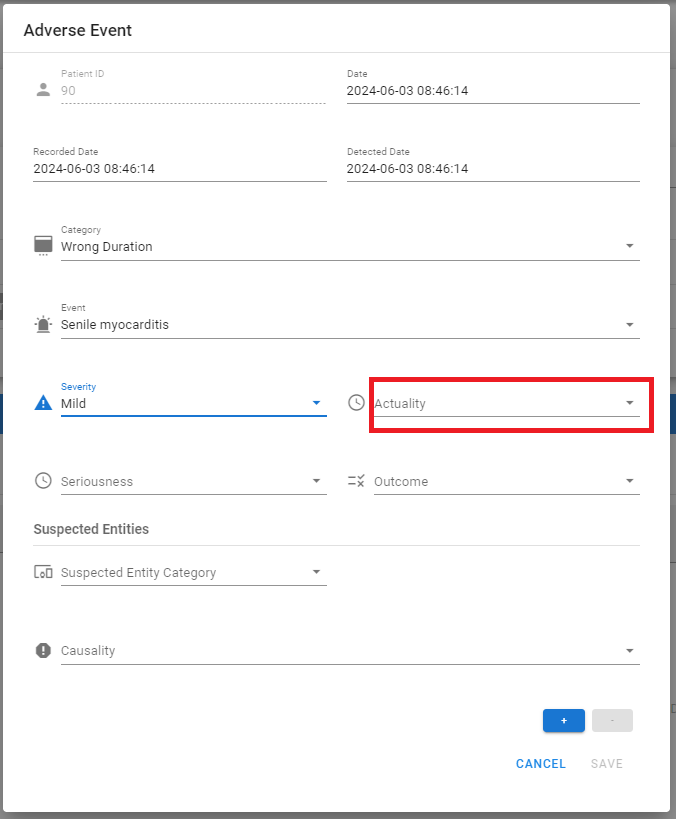 Adverse Event
Patient ID
90
Date
2024-06-03 08:46:14
Recorded Date
2024-06-03 08:46:14
Detected Date
2024-06-03 08:46:14
Category
Wrong Duration
Event
Senile myocarditis
Severity
Mild
Actuality
Seriousness
Outcome
Suspected Entities
Suspected Entity Category
Causality
+
-
CANCEL
SAVE